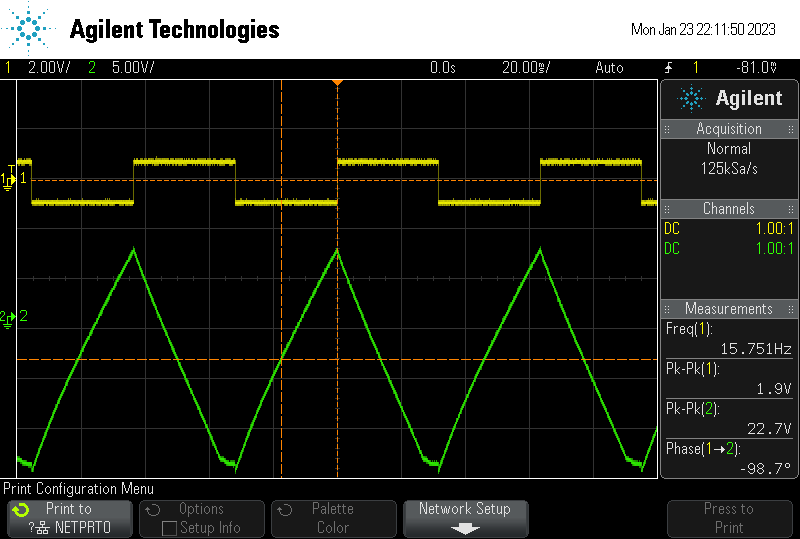 Agilent Technologies
Mon Jan 23 22:11:50 2023
1 2.00V/ 2 5.00V/ 0.0s 20.00ms/ Auto 1 -81.0mV
Agilent
Acquisition
Normal
125kSa/s
Channels
DC 1.00:1
DC 1.00:1
1 1
2 2
Measurements
Freq(1):
15.751Hz
Pk-Pk(1):
1.9V
Pk-Pk(2):
22.7V
Phase(1→2):
-98.7°
Print Configuration Menu
Print to
? NETPRT0
Options
Setup Info
Palette
Color
Network Setup
Press to
Print